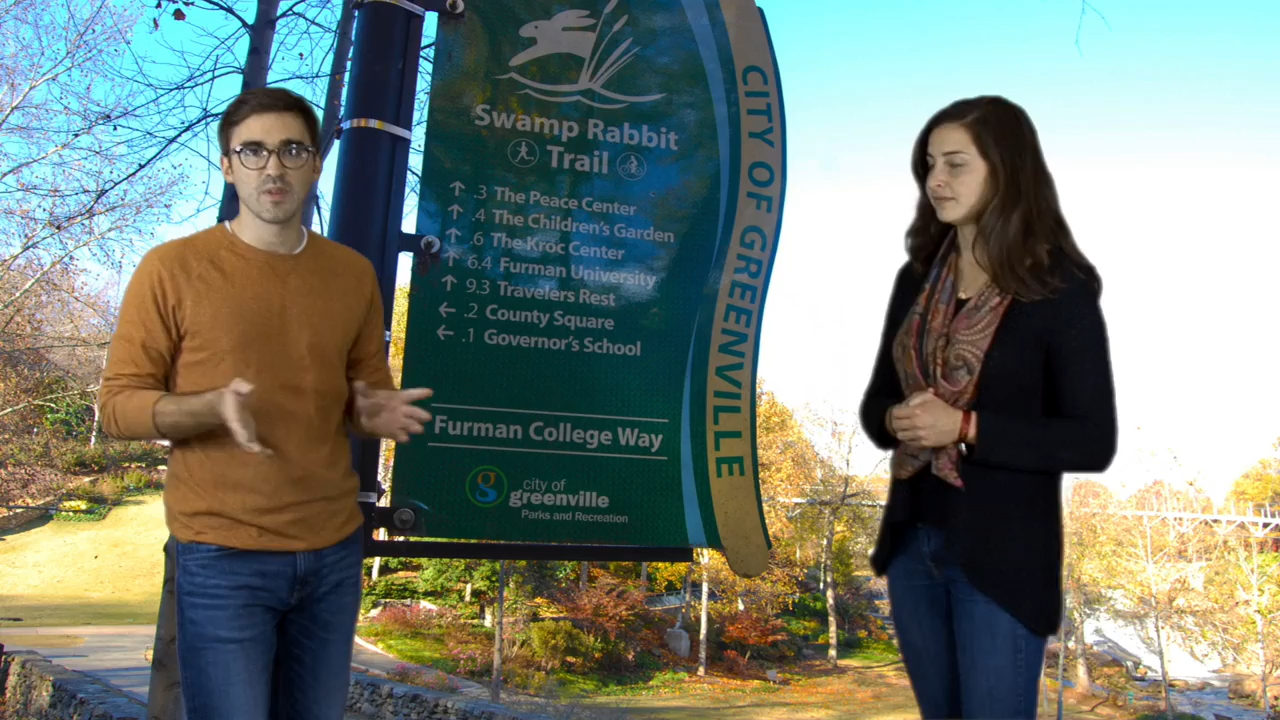 Swamp Rabbit
Trail
↑ .3 The Peace Center
↑ .4 The Children's Garden
↑ .6 The Kroc Center
↑ 6.4 Furman University
↑ 9.3 Travelers Rest
← .2 County Square
← .1 Governor's School
Furman College Way
g city of
greenville
Parks and Recreation
CITY OF GREENVILLE